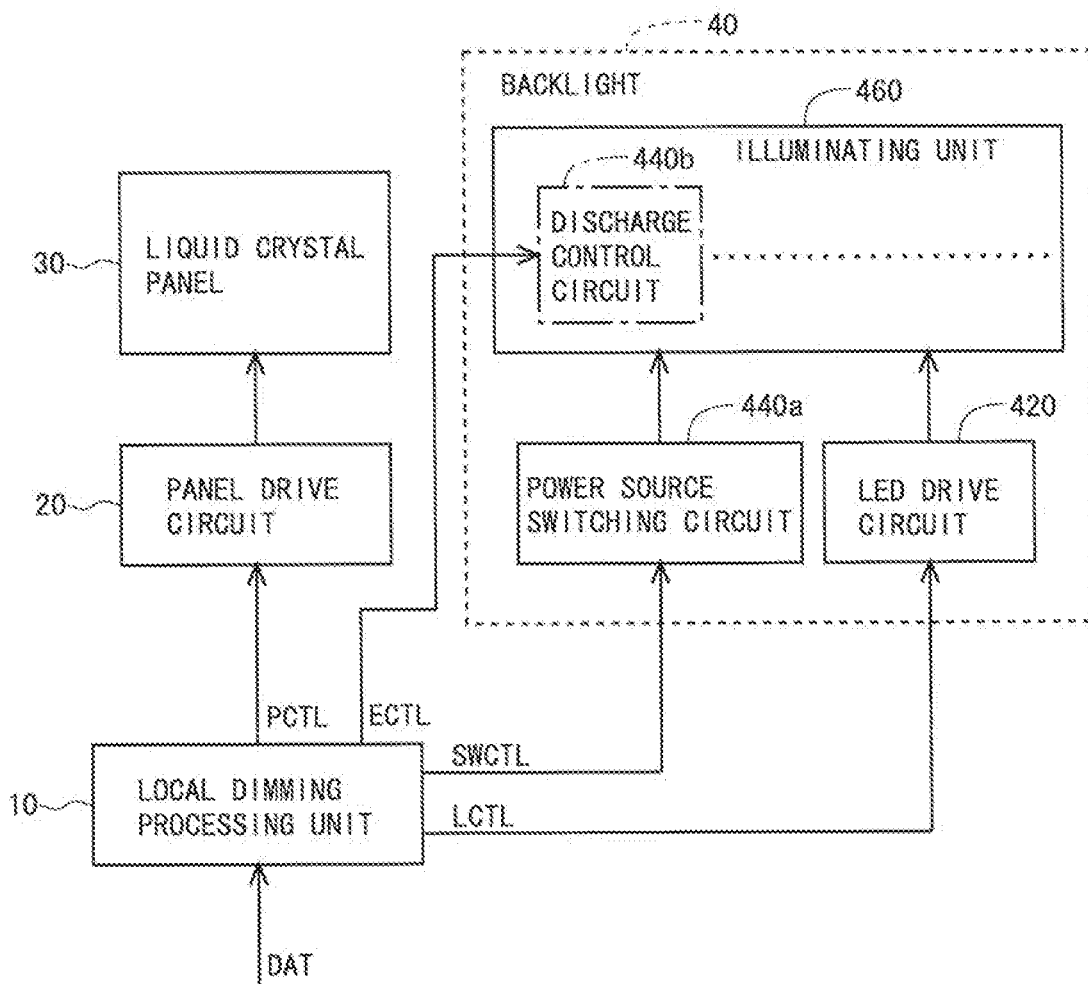 40
BACKLIGHT
460
ILLUMINATING UNIT
440b
DISCHARGE
CONTROL
CIRCUIT
30
LIQUID CRYSTAL
PANEL
440a
420
20
PANEL DRIVE
CIRCUIT
POWER SOURCE
SWITCHING CIRCUIT
LED DRIVE
CIRCUIT
PCTL
ECTL
SWCTL
LCTL
10
LOCAL DIMMING
PROCESSING UNIT
DAT